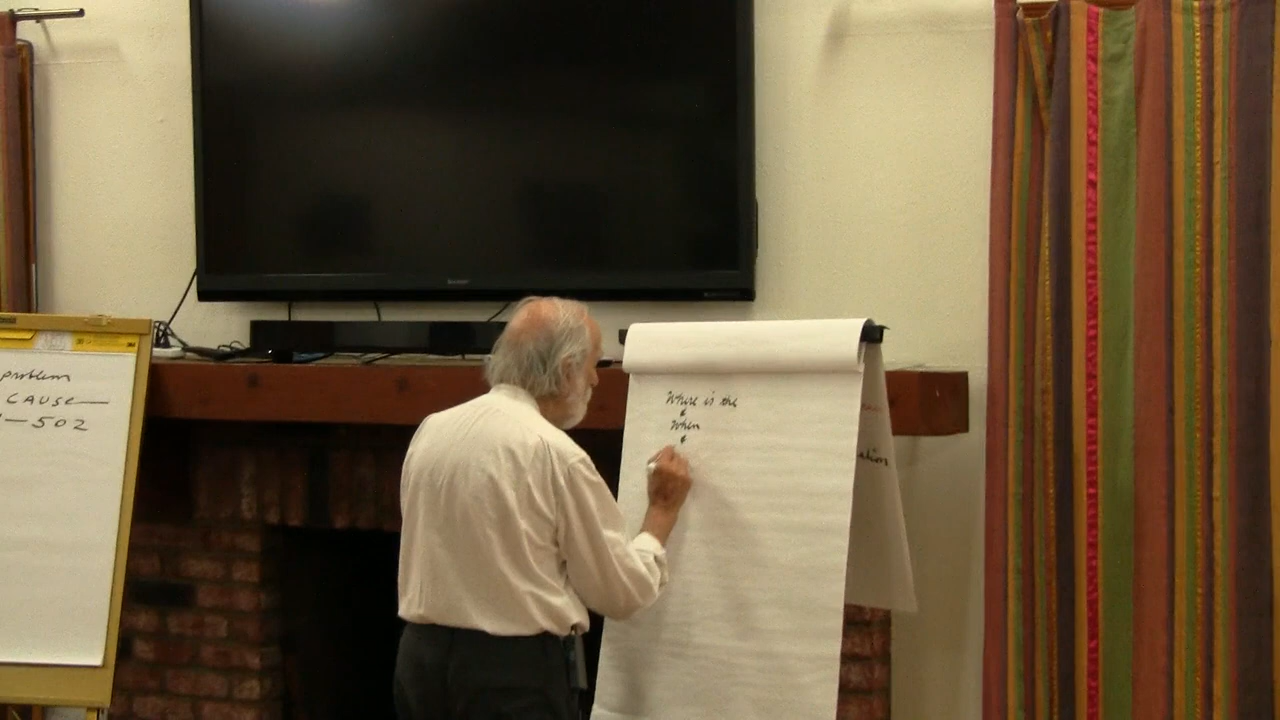 problem
CAUSE
-502
Where is the
&
When
&